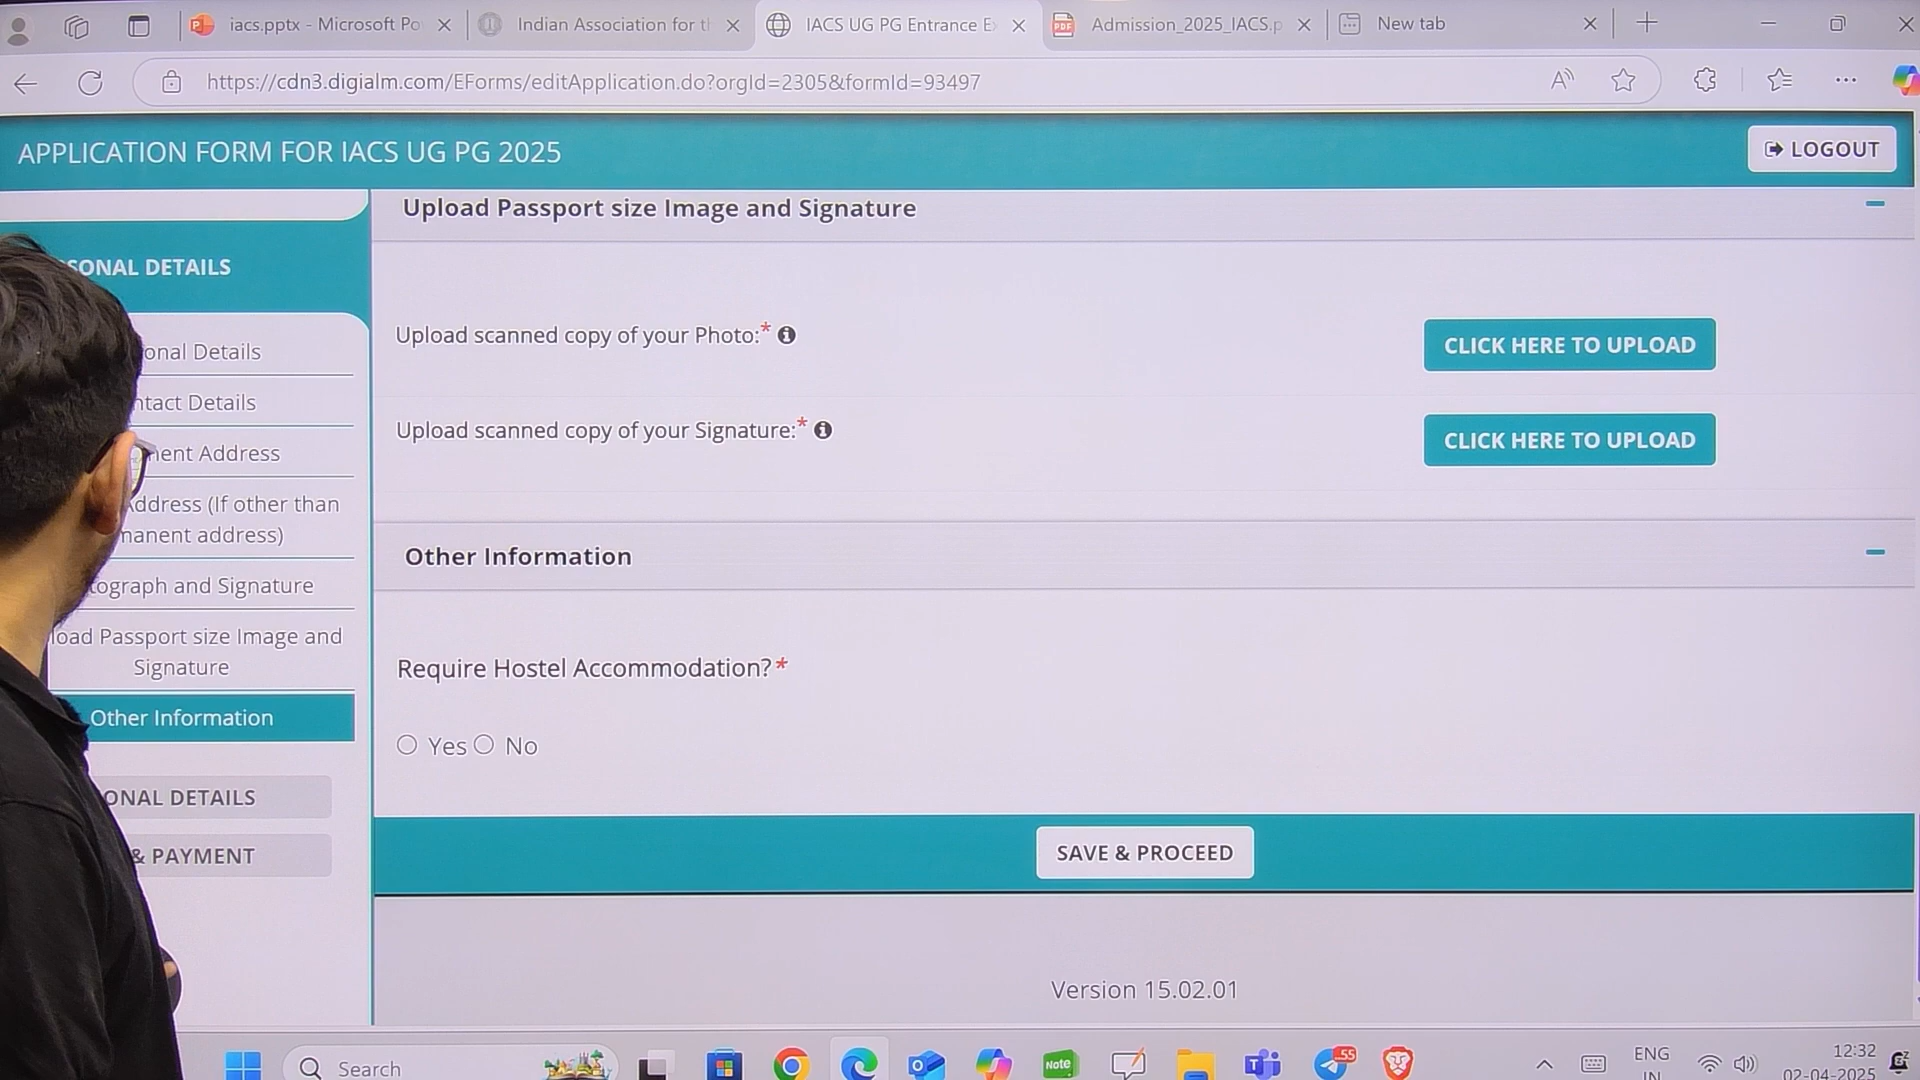 iacs.pptx - Microsoft Po
Indian Association for th
IACS UG PG Entrance E
Admission_2025_IACS.p
New tab
https://cdn3.digialm.com/EForms/editApplication.do?orgId=2305&formId=93497
APPLICATION FORM FOR IACS UG PG 2025
LOGOUT
Upload Passport size Image and Signature
SONAL DETAILS
Upload scanned copy of your Photo:*
CLICK HERE TO UPLOAD
onal Details
ntact Details
Upload scanned copy of your Signature:*
CLICK HERE TO UPLOAD
nent Address
Address (If other than
manent address)
Other Information
tograph and Signature
load Passport size Image and
Signature
Require Hostel Accommodation?*
Other Information
Yes No
ONAL DETAILS
& PAYMENT
SAVE & PROCEED
Version 15.02.01
Search
Note
55
ENG
IN
12:32
02-04-2025